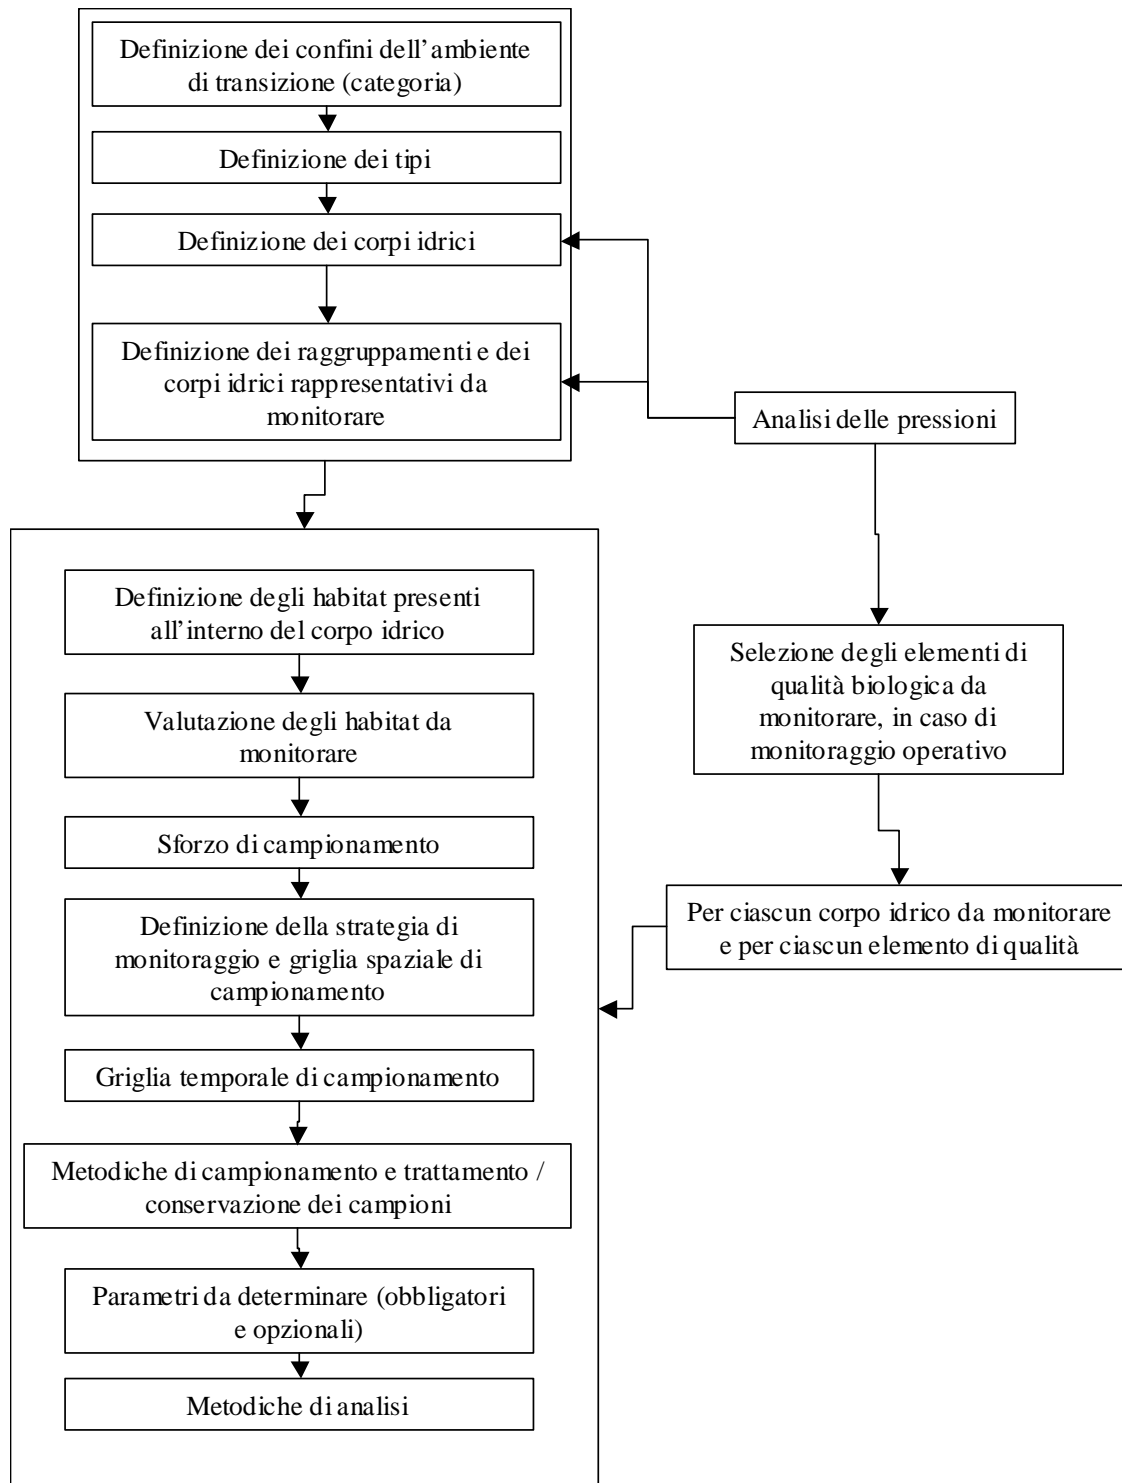 Definizione dei confini dell'ambiente
di transizione (categoria)
Definizione dei tipi
Definizione dei corpi idrici
Definizione dei raggruppamenti e dei
corpi idrici rappresentativi da
monitorare
Analisi delle pressioni
Definizione degli habitat presenti
all'interno del corpo idrico
Valutazione degli habitat da
monitorare
Sforzo di campionamento
Definizione della strategia di
monitoraggio e griglia spaziale di
campionamento
Griglia temporale di campionamento
Metodiche di campionamento e trattamento /
conservazione dei campioni
Parametri da determinare (obbligatori
e opzionali)
Metodiche di analisi
Selezione degli elementi di
qualità biologica da
monitorare, in caso di
monitoraggio operativo
Per ciascun corpo idrico da monitorare
e per ciascun elemento di qualità